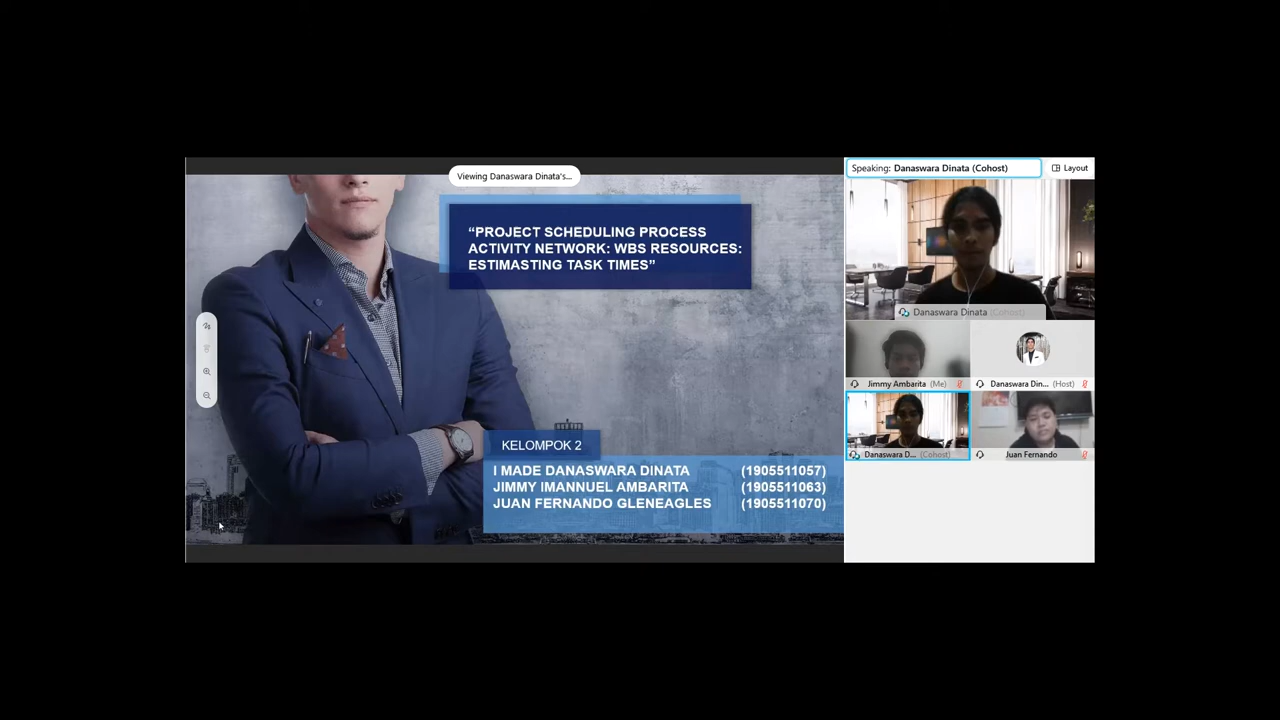 Viewing Danaswara Dinata's...
“PROJECT SCHEDULING PROCESS
ACTIVITY NETWORK: WBS RESOURCES:
ESTIMASTING TASK TIMES”
KELOMPOK 2
I MADE DANASWARA DINATA (1905511057)
JIMMY IMANNUEL AMBARITA (1905511063)
JUAN FERNANDO GLENEAGLES (1905511070)
Speaking: Danaswara Dinata (Cohost)
Layout
Danaswara Dinata (Cohost)
Jimmy Ambarita (Me)
Danaswara Din... (Host)
Danaswara D... (Cohost)
Juan Fernando